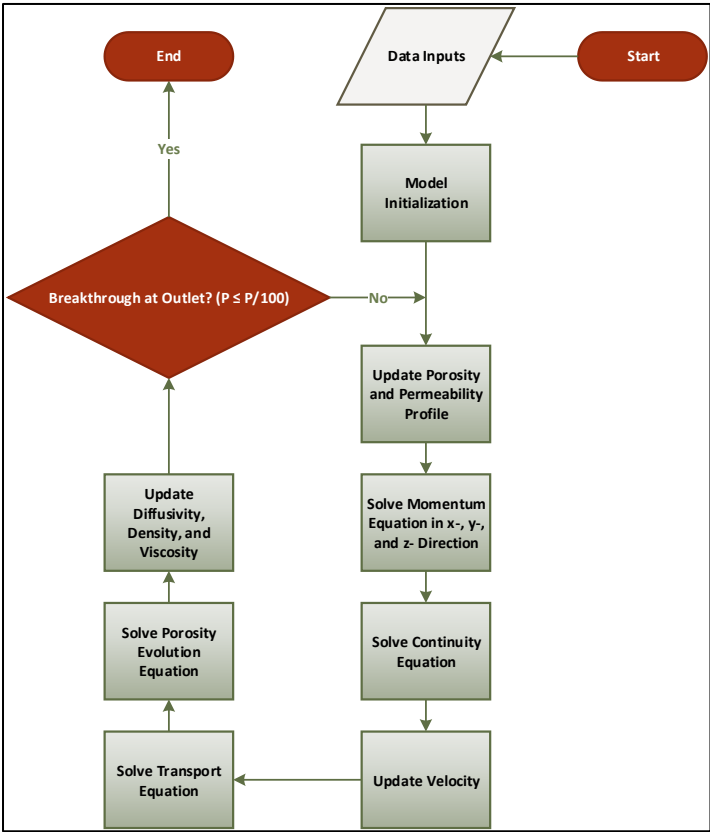 Start
Data Inputs
Model
Initialization
Update Porosity
and Permeability
Profile
Solve Momentum
Equation in x-, y-,
and z- Direction
Solve Continuity
Equation
Update Velocity
Solve Transport
Equation
Solve Porosity
Evolution
Equation
Update
Diffusivity,
Density, and
Viscosity
Breakthrough at Outlet? (P ≤ P/100)
No
Yes
End